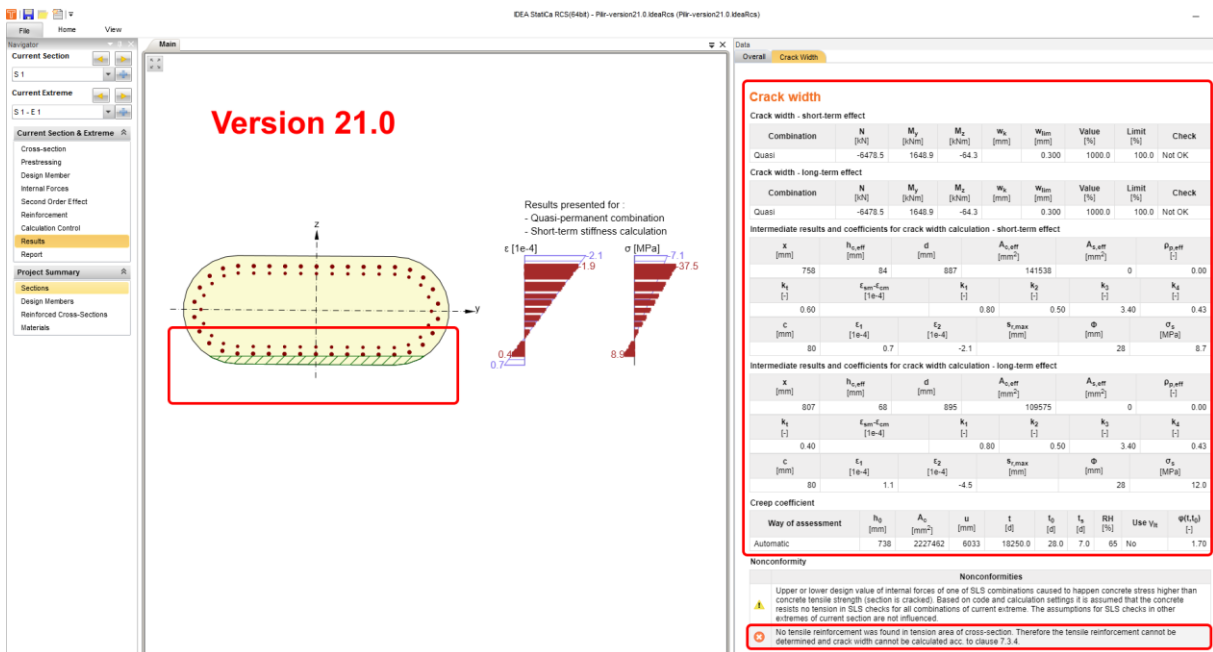 IDEA StatiCa RCS(64bit) - Pilr-version21.0.IdeaRcs (Pilr-version21.0.IdeaRcs)
File Home View
Navigator
Current Section
S 1
Current Extreme
S 1 - E 1
Current Section & Extreme
Cross-section
Prestressing
Design Member
Internal Forces
Second Order Effect
Reinforcement
Calculation Control
Results
Report
Project Summary
Sections
Design Members
Reinforced Cross-Sections
Materials
Main
Version 21.0
z
y
Results presented for :
- Quasi-permanent combination
- Short-term stiffness calculation
ε [1e-4] σ [MPa]
-2.1 -7.1
-1.9 -37.5
0.4 8.9
0.7
Data
Overall Crack Width
Crack width
Crack width - short-term effect
Combination N [kN] My [kNm] Mz [kNm] wk [mm] wlim [mm] Value [%] Limit [%] Check
Quasi -6478.5 1648.9 -64.3 0.300 1000.0 100.0 Not OK
Crack width - long-term effect
Combination N [kN] My [kNm] Mz [kNm] wk [mm] wlim [mm] Value [%] Limit [%] Check
Quasi -6478.5 1648.9 -64.3 0.300 1000.0 100.0 Not OK
Intermediate results and coefficients for crack width calculation - short-term effect
x [mm] hc,eff [mm] d [mm] Ac,eff [mm²] As,eff [mm²] ρp,eff [-]
758 84 887 141538 0 0.00
kt [-] εsm-εcm [1e-4] k1 [-] k2 [-] k3 [-] k4 [-]
0.60 0.80 0.50 3.40 0.43
c [mm] ε1 [1e-4] ε2 [1e-4] sr,max [mm] Φ [mm] σs [MPa]
80 0.7 -2.1 28 8.7
Intermediate results and coefficients for crack width calculation - long-term effect
x [mm] hc,eff [mm] d [mm] Ac,eff [mm²] As,eff [mm²] ρp,eff [-]
807 68 895 109575 0 0.00
kt [-] εsm-εcm [1e-4] k1 [-] k2 [-] k3 [-] k4 [-]
0.40 0.80 0.50 3.40 0.43
c [mm] ε1 [1e-4] ε2 [1e-4] sr,max [mm] Φ [mm] σs [MPa]
80 1.1 -4.5 28 12.0
Creep coefficient
Way of assessment h0 [mm] Ac [mm²] u [mm] t [d] t0 [d] ts [d] RH [%] Use γR φ(t,t0) [-]
Automatic 738 2227462 6033 18250.0 28.0 7.0 65 No 1.70
Nonconformity
Nonconformities
Upper or lower design value of internal forces of one of SLS combinations caused to happen concrete stress higher than
concrete tensile strength (section is cracked). Based on code and calculation settings it is assumed that the concrete
resists no tension in SLS checks for all combinations of current extreme. The assumptions for SLS checks in other
extremes of current section are not influenced.
No tensile reinforcement was found in tension area of cross-section. Therefore the tensile reinforcement cannot be
determined and crack width cannot be calculated acc. to clause 7.3.4.